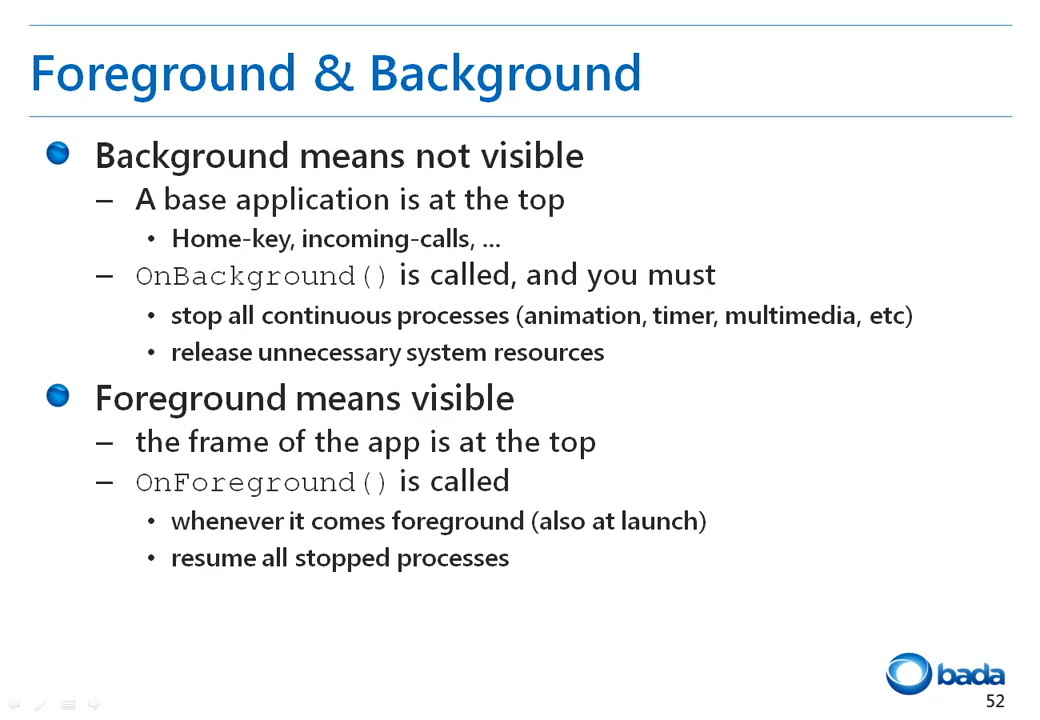 Foreground & Background
Background means not visible
– A base application is at the top
• Home-key, incoming-calls, ...
– OnBackground() is called, and you must
• stop all continuous processes (animation, timer, multimedia, etc)
• release unnecessary system resources
Foreground means visible
– the frame of the app is at the top
– OnForeground() is called
• whenever it comes foreground (also at launch)
• resume all stopped processes
bada
52